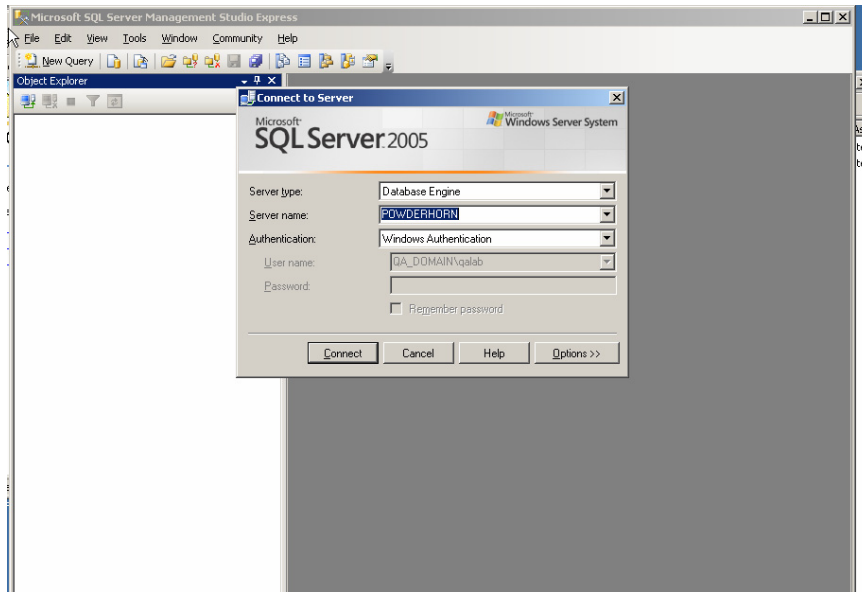 Microsoft SQL Server Management Studio Express
File Edit View Tools Window Community Help
New Query
Object Explorer
Connect to Server
Microsoft
SQL Server 2005
Microsoft
Windows Server System
Server type: Database Engine
Server name: POWDERHORN
Authentication: Windows Authentication
User name: QA_DOMAIN\qalab
Password:
Remember password
Connect Cancel Help Options >>